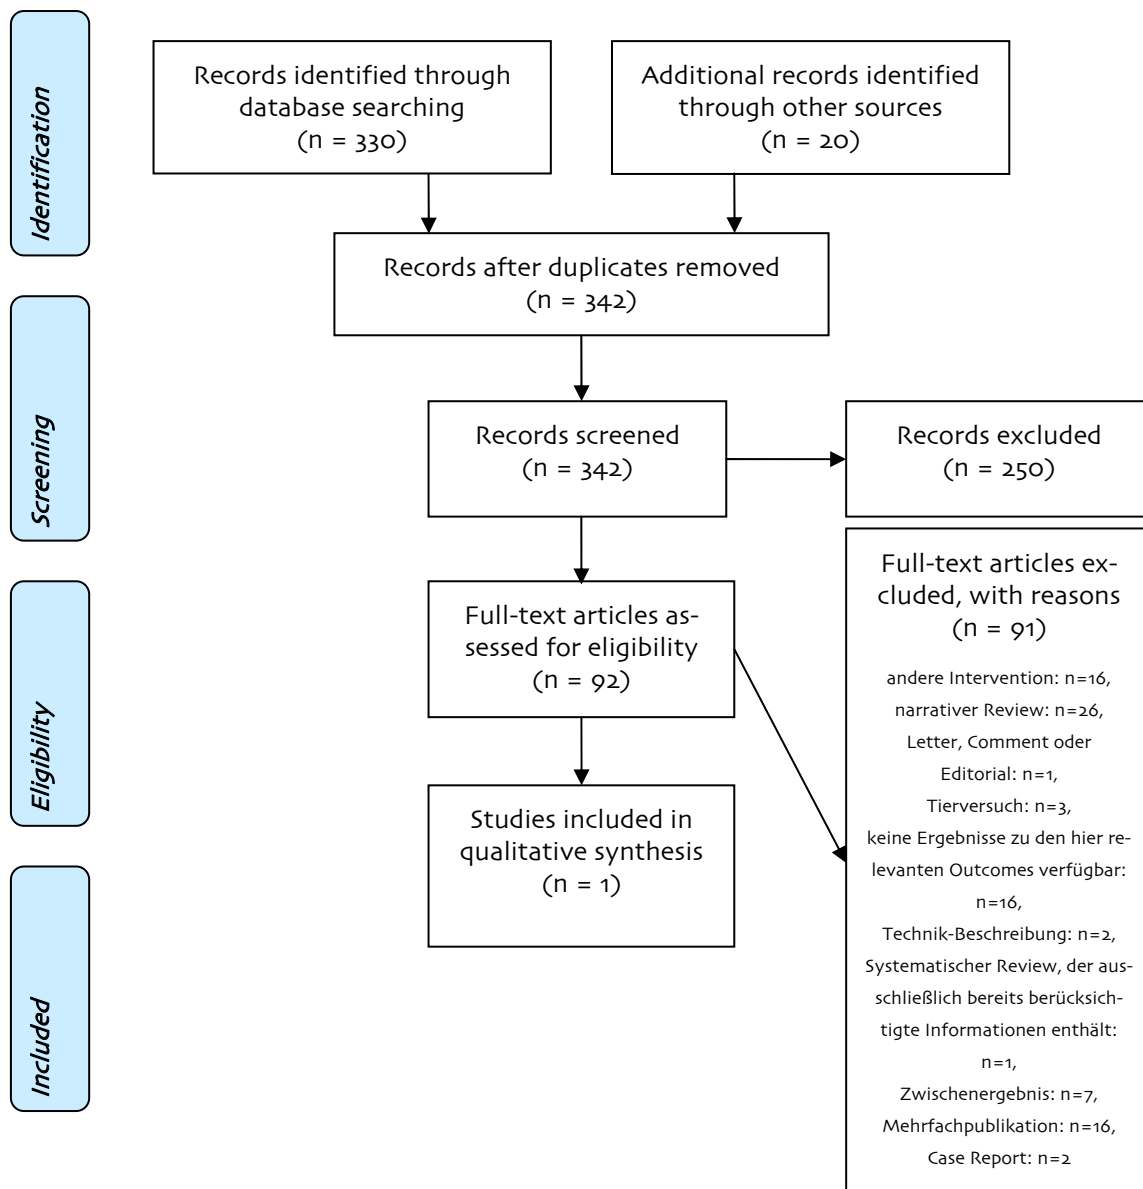 Identification
Records identified through
database searching
(n = 330)
Additional records identified
through other sources
(n = 20)
Records after duplicates removed
(n = 342)
Screening
Records screened
(n = 342)
Records excluded
(n = 250)
Eligibility
Full-text articles as-
sessed for eligibility
(n = 92)
Full-text articles ex-
cluded, with reasons
(n = 91)
andere Intervention: n=16,
narrativer Review: n=26,
Letter, Comment oder
Editorial: n=1,
Tierversuch: n=3,
keine Ergebnisse zu den hier re-
levanten Outcomes verfügbar:
n=16,
Technik-Beschreibung: n=2,
Systematischer Review, der aus-
schließlich bereits berücksich-
tigte Informationen enthält:
n=1,
Zwischenergebnis: n=7,
Mehrfachpublikation: n=16,
Case Report: n=2
Included
Studies included in
qualitative synthesis
(n = 1)